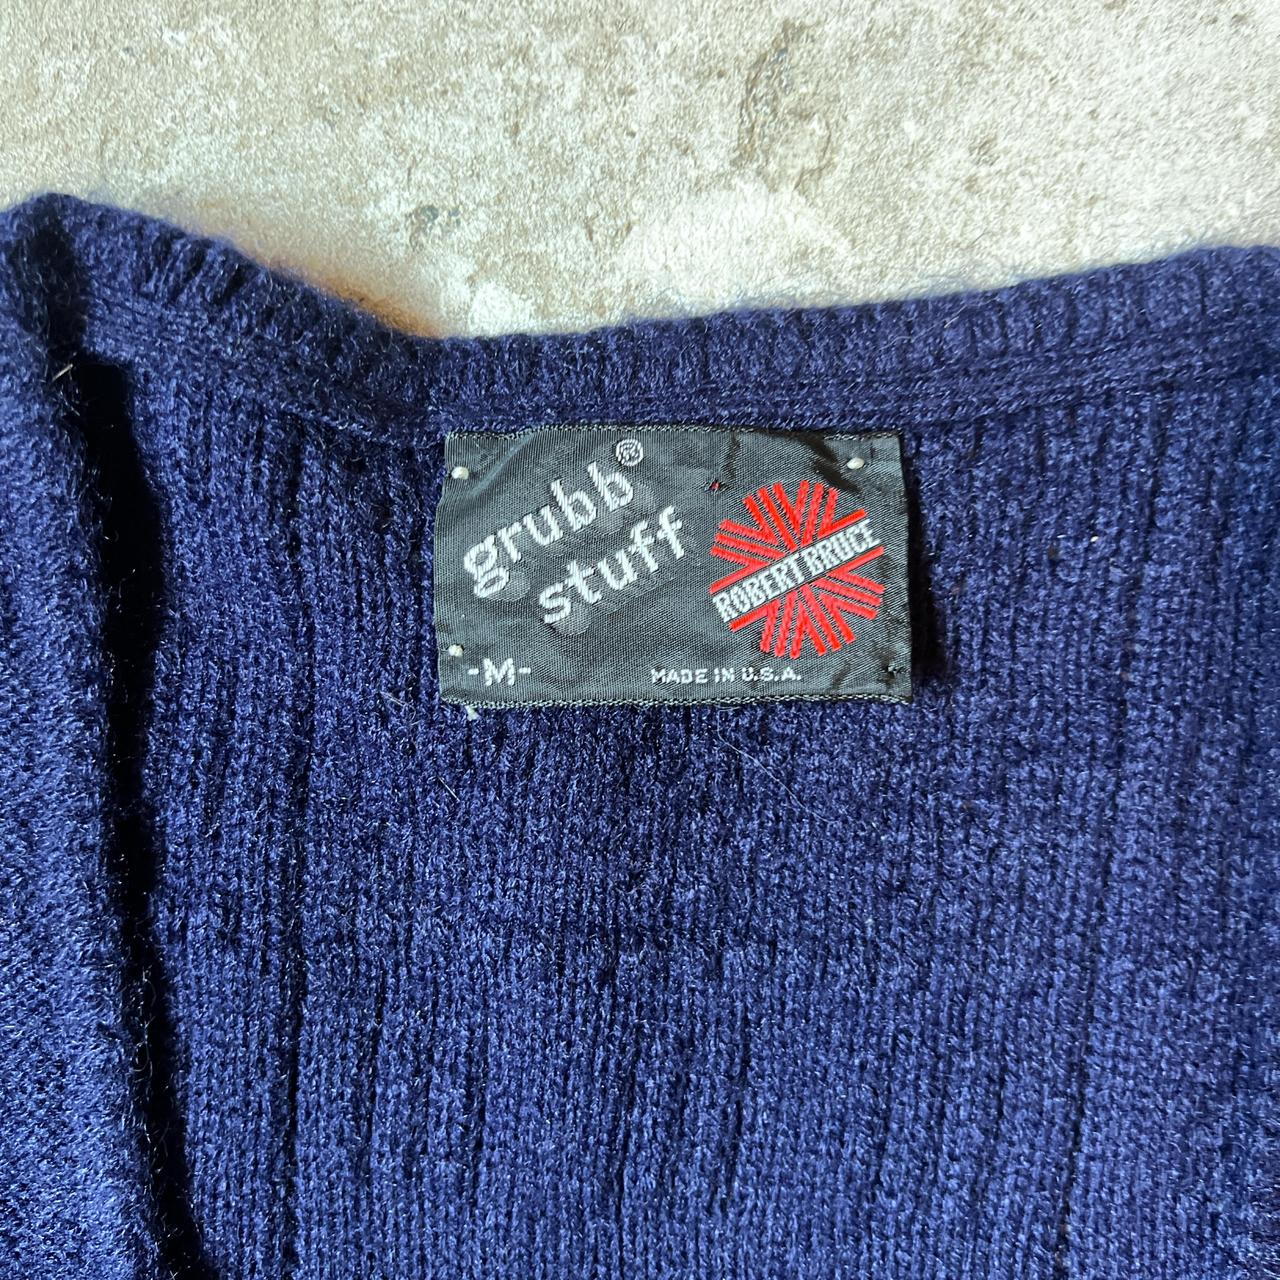 grubb®
stuff
ROBERT BRUCE
-M-
MADE IN U.S.A.